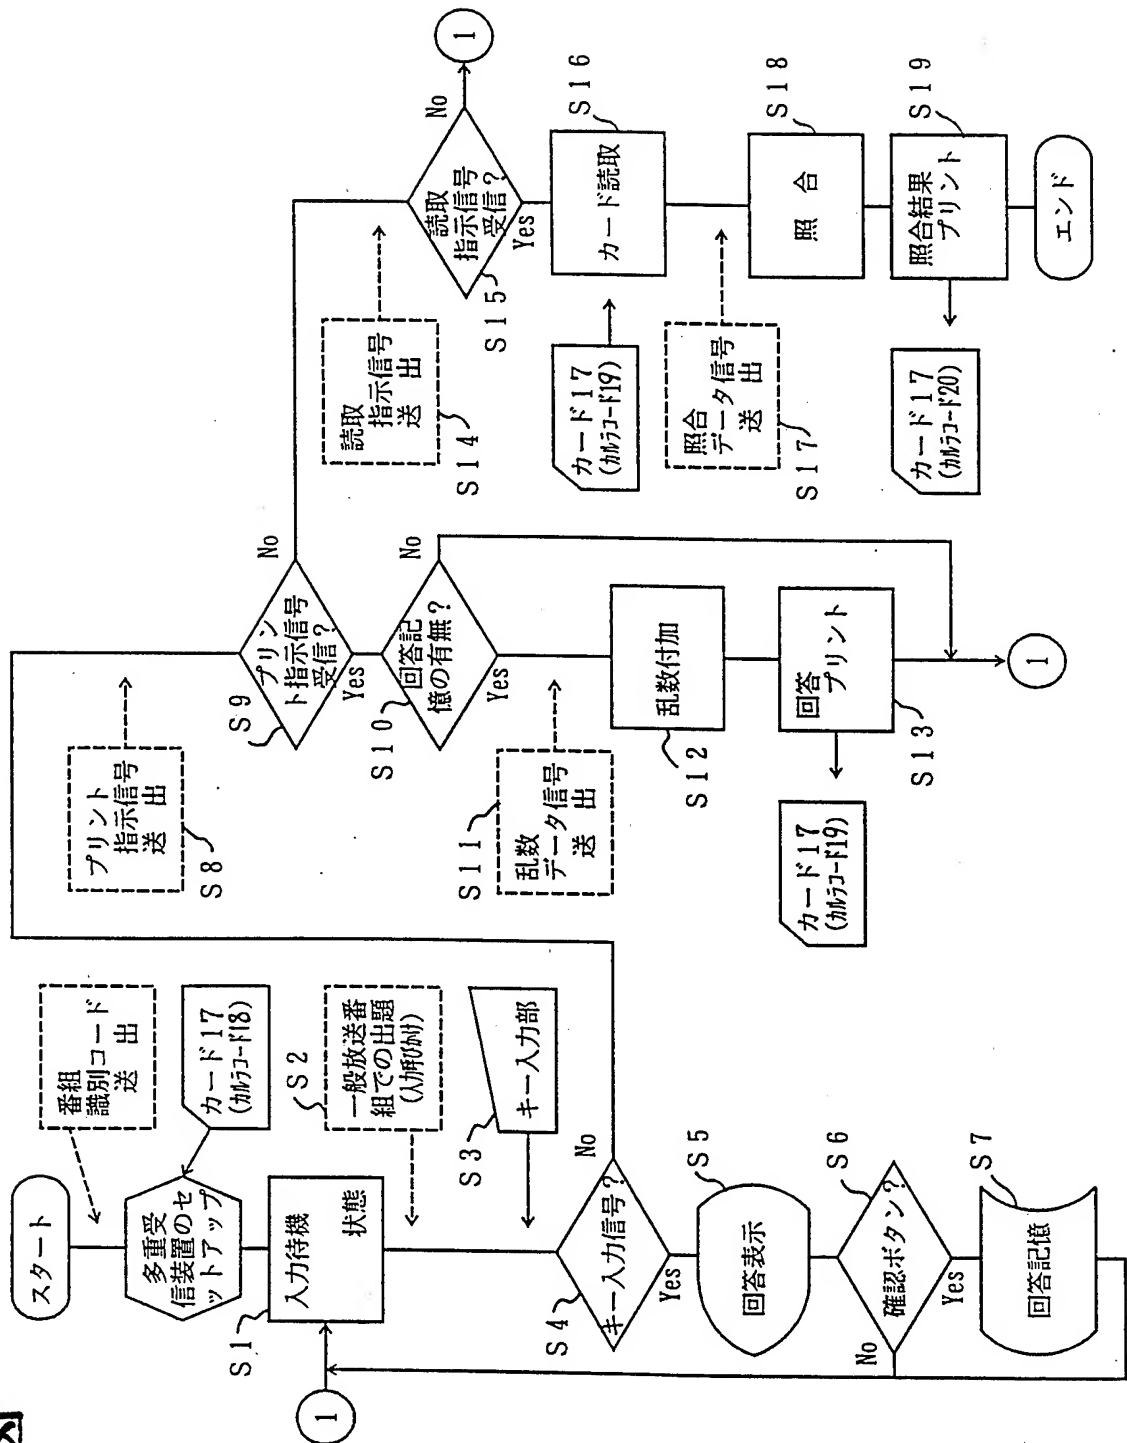 スタート
番組
識別コード
送　出
多重受
信装置のセ
ットアップ
カード17
(カルラコード18)
S1
入力待機
状態
1
S2
一般放送番
組での出題
(入力呼びかけ)
S3
キー入力部
S4
キー入力信号?
No
Yes
S5
回答表示
S6
確認ボタン?
No
Yes
S7
回答記憶
プリント
指示信号
送　出
S8
S9
プリン
ト指示信号
受信?
No
Yes
S10
回答記
憶の有無?
No
Yes
S11
乱数
データ信号
送　出
乱数付加
S12
回答
プリント
S13
カード17
(カルラコード19)
1
読取
指示信号
送　出
S14
読取
指示信号
受信?
S15
No
1
Yes
カード読取
S16
カード17
(カルラコード19)
照合
データ信号
送　出
S17
照　合
S18
照合結果
プリント
S19
カード17
(カルラコード20)
エンド